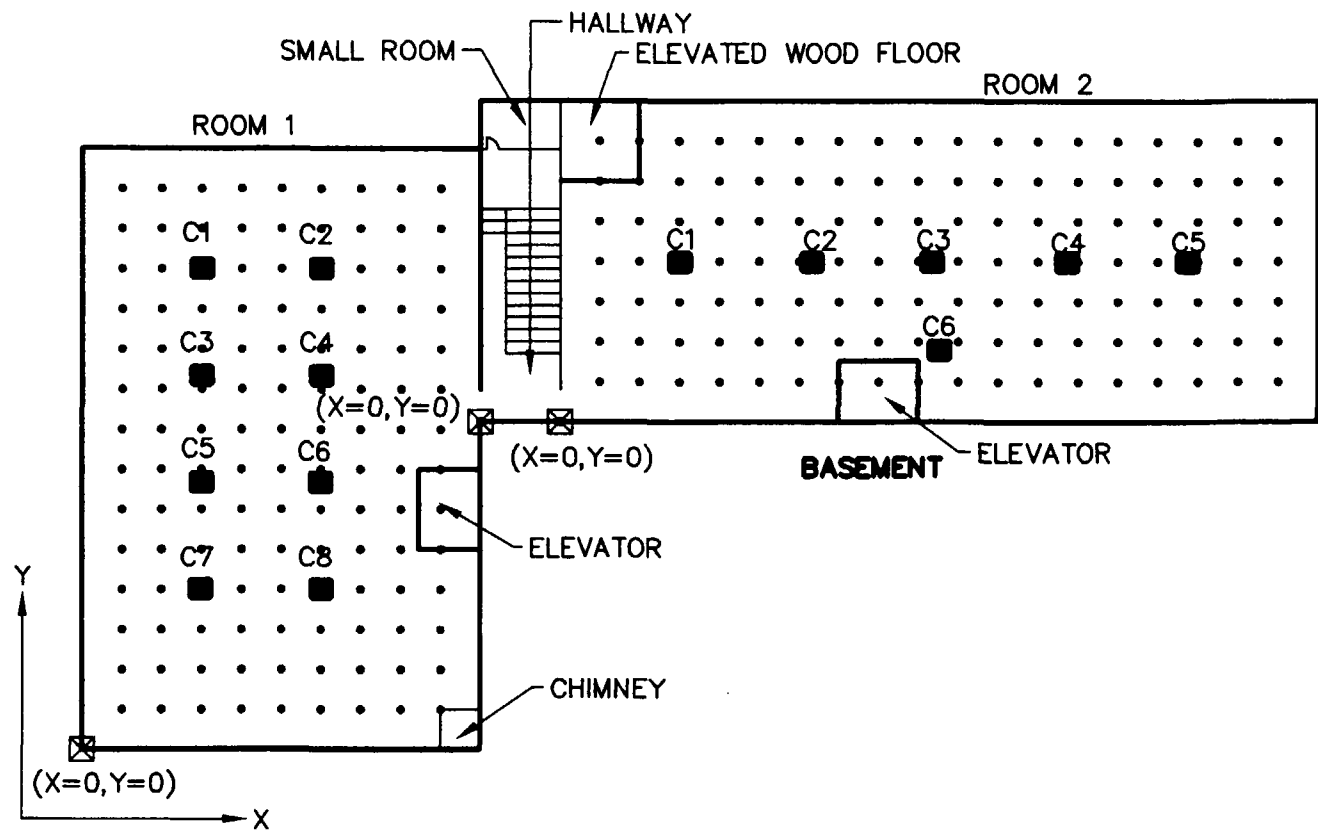 HALLWAY
SMALL ROOM
ELEVATED WOOD FLOOR
ROOM 2
ROOM 1
C1 C2
C1 C2 C3 C4 C5
C6
C3 C4
(X=0,Y=0)
(X=0,Y=0)
BASEMENT
ELEVATOR
C5 C6
ELEVATOR
C7 C8
Y
CHIMNEY
(X=0,Y=0)
X